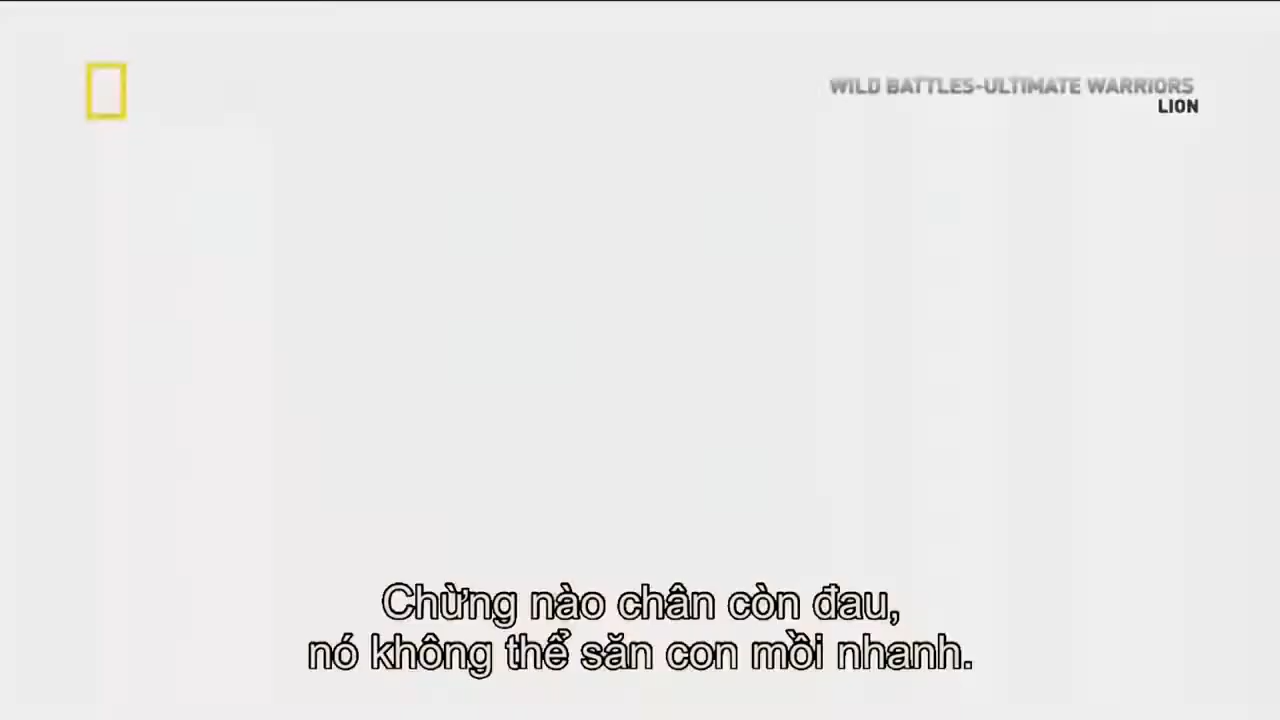 WILD BATTLES-ULTIMATE WARRIORS
LION
Chừng nào chân còn đau,
nó không thể săn con mồi nhanh.